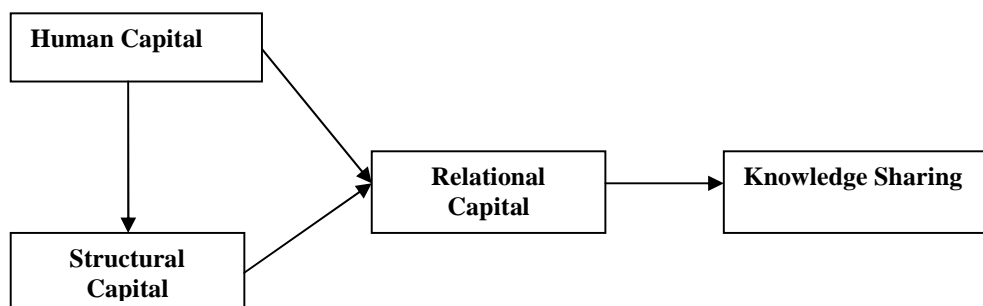 Human Capital
Relational
Capital
Knowledge Sharing
Structural
Capital